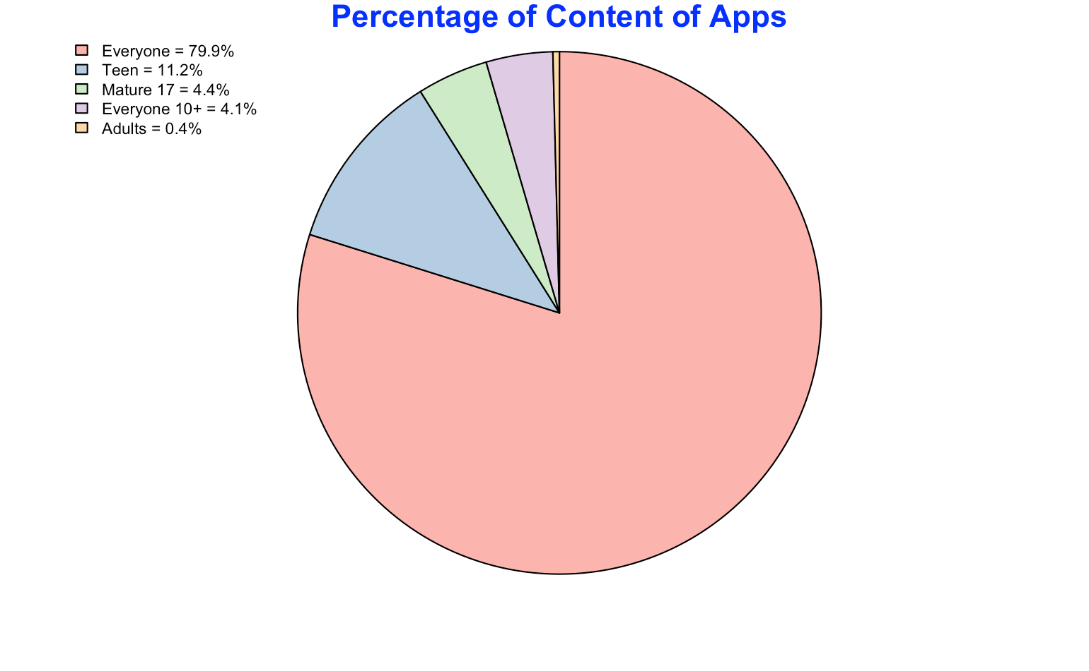 Percentage of Content of Apps
Everyone = 79.9%
Teen = 11.2%
Mature 17 = 4.4%
Everyone 10+ = 4.1%
Adults = 0.4%